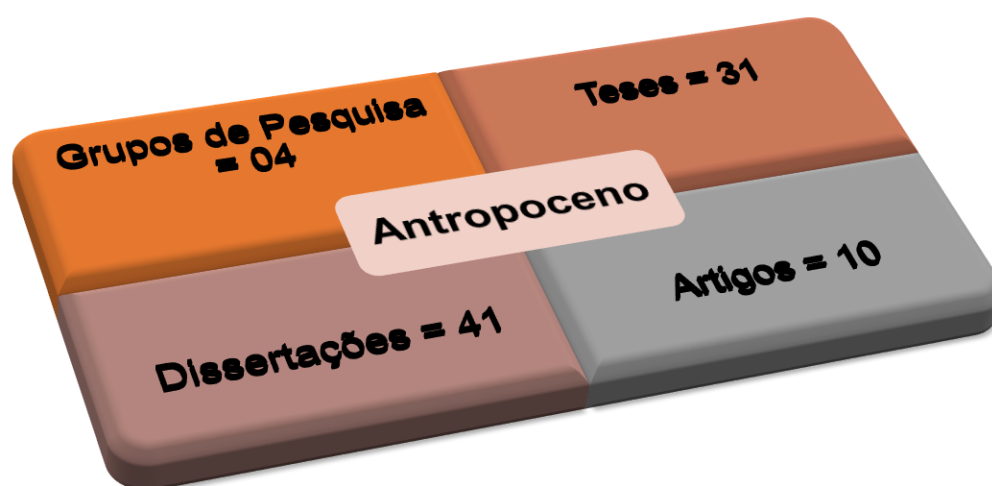 Grupos de Pesquisa
= 04
Teses = 31
Antropoceno
Dissertações = 41
Artigos = 10